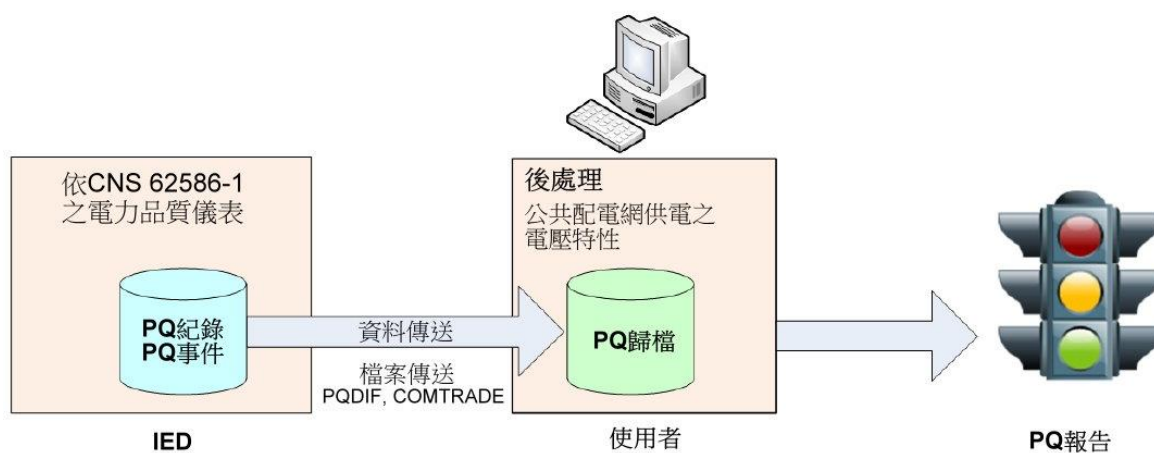 依CNS 62586-1
之電力品質儀表
PQ紀錄
PQ事件
IED
資料傳送
檔案傳送
PQDIF, COMTRADE
後處理
公共配電網供電之
電壓特性
PQ歸檔
使用者
PQ報告